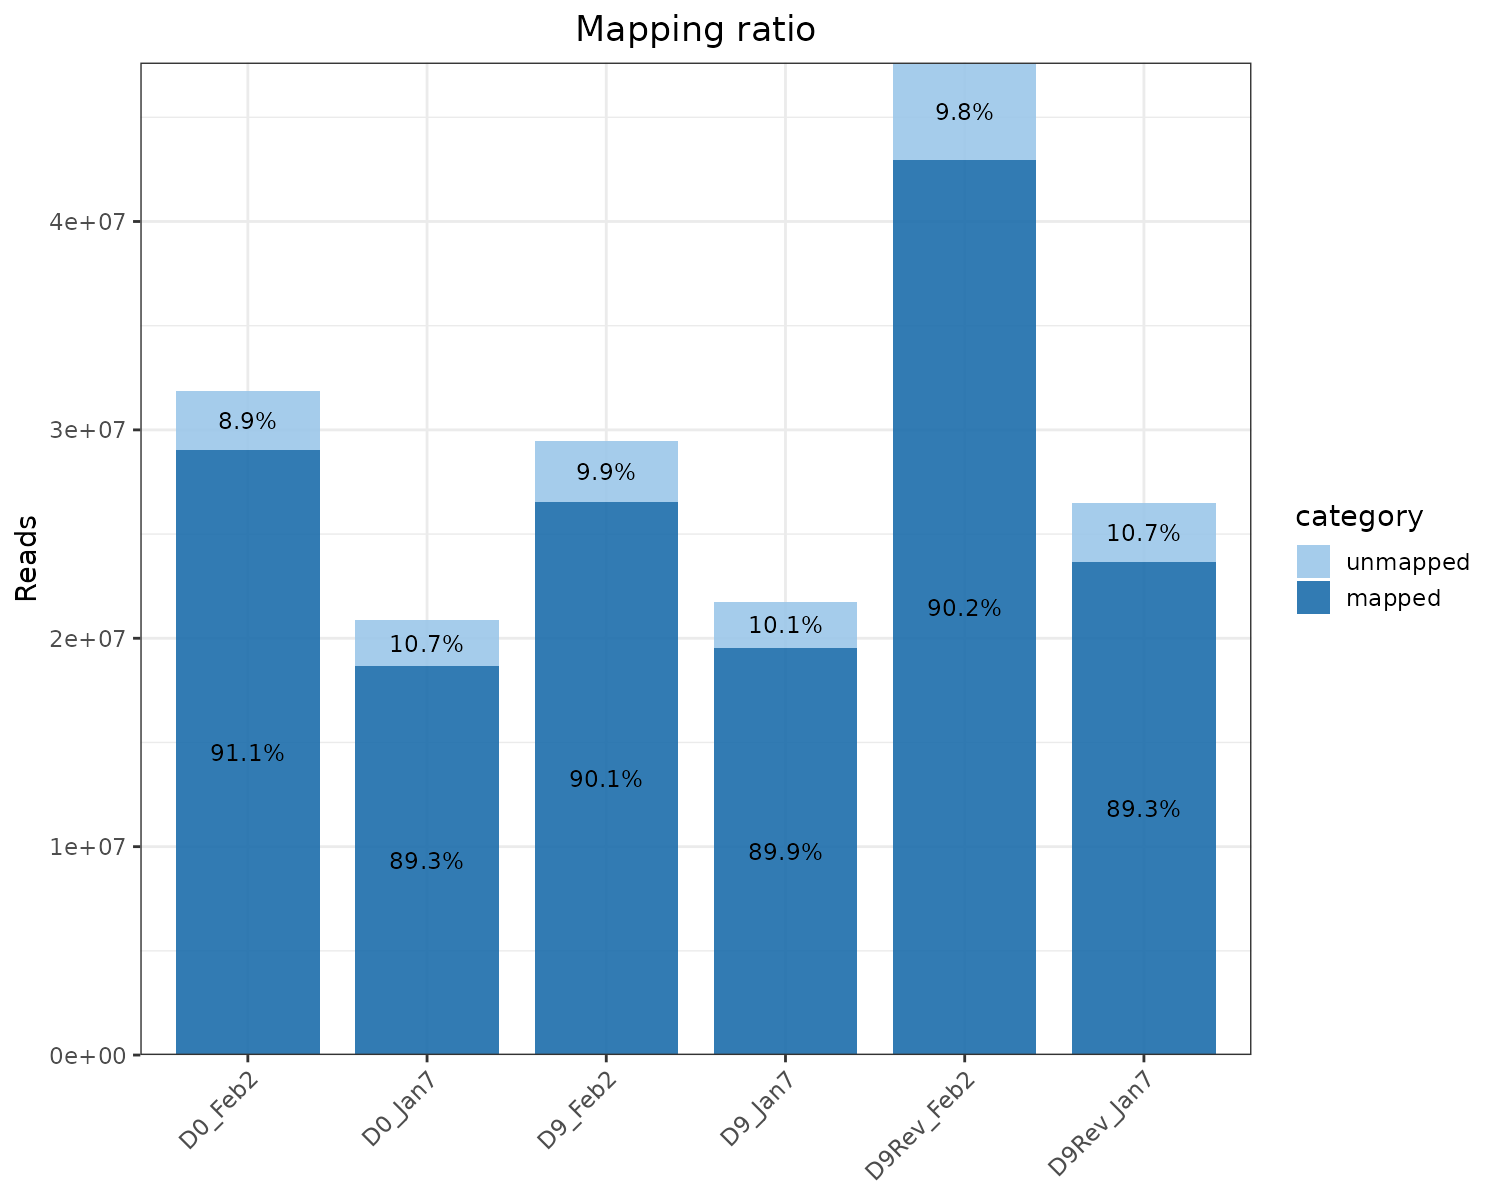 Mapping ratio
Reads
4e+07
3e+07
2e+07
1e+07
0e+00
8.9%
91.1%
10.7%
89.3%
9.9%
90.1%
10.1%
89.9%
9.8%
90.2%
10.7%
89.3%
D0_Feb2
D0_Jan7
D9_Feb2
D9_Jan7
D9Rev_Feb2
D9Rev_Jan7
category
unmapped
mapped